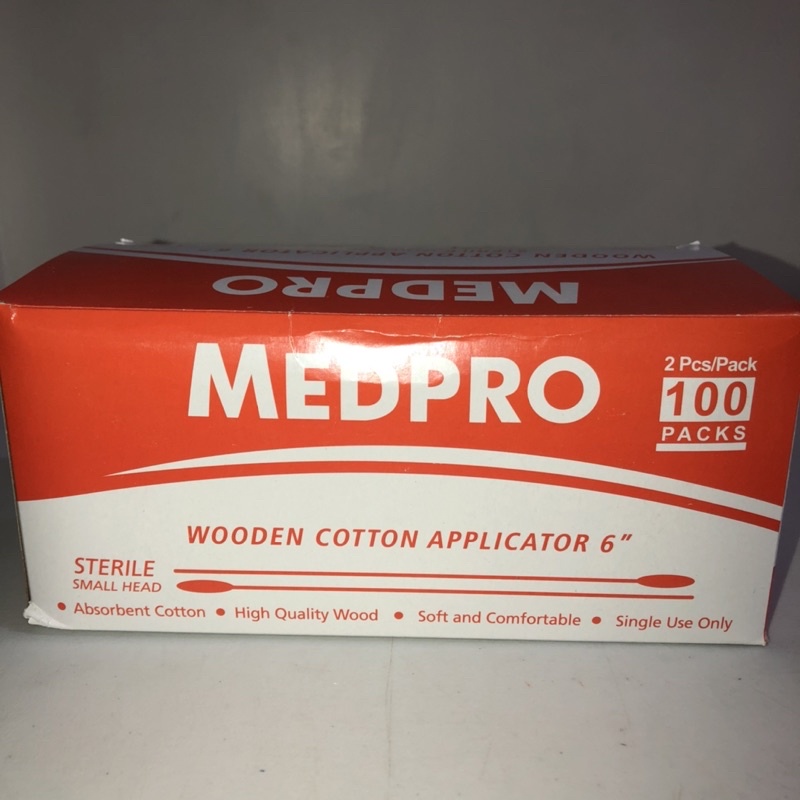 WOODEN COTTON APPLICATOR 6"
MEDPRO
MEDPRO
2 Pcs/Pack
100
PACKS
WOODEN COTTON APPLICATOR 6"
STERILE
SMALL HEAD
• Absorbent Cotton • High Quality Wood • Soft and Comfortable • Single Use Only